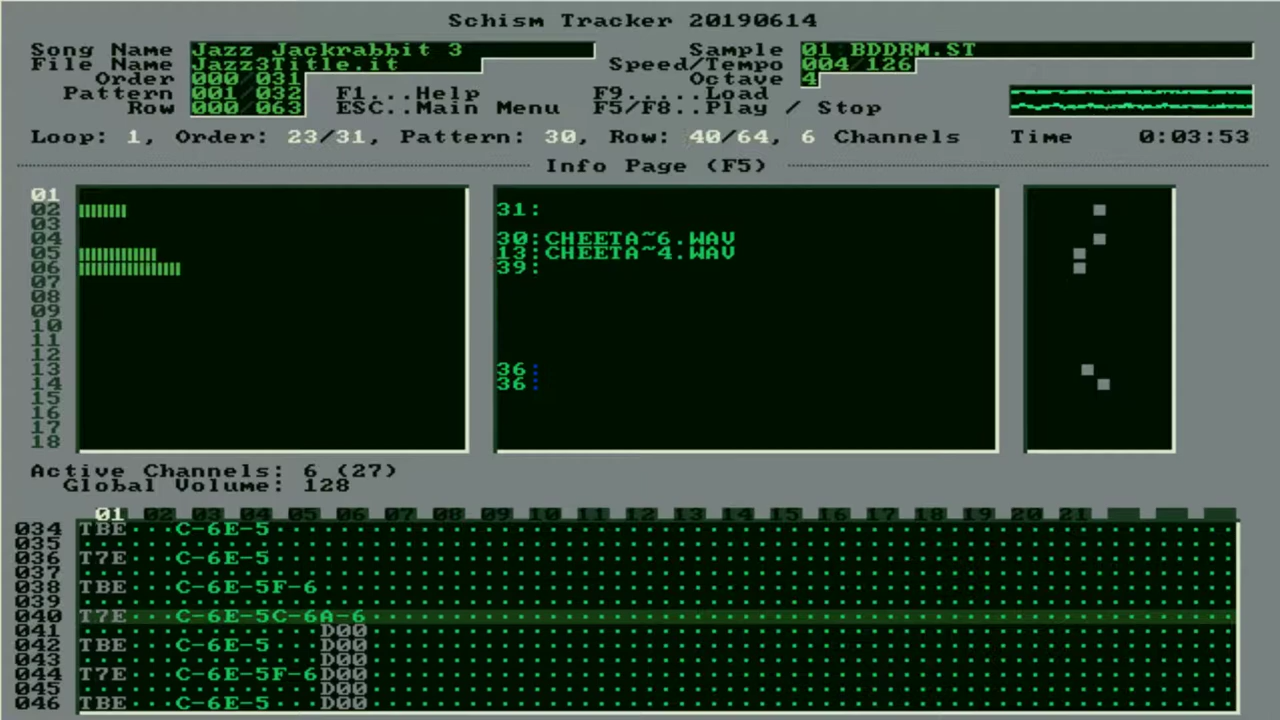 Schism Tracker 20190614
Song Name Jazz Jackrabbit 3 Sample 01 BDDRM.ST
File Name Jazz3Title.it Speed/Tempo 004/126
Order 000/031 Octave 4
Pattern 001/032 F1...Help F9.....Load
Row 000/063 ESC..Main Menu F5/F8..Play / Stop
Loop: 1, Order: 23/31, Pattern: 30, Row: 40/64, 6 Channels Time 0:03:53
Info Page (F5)
01
02 31:
03
04 30:CHEETA~6.WAV
05 13:CHEETA~4.WAV
06 39:
07
08
09
10
11
12
13 36:
14 36:
15
16
17
18
Active Channels: 6 (27)
Global Volume: 128
01 02 03 04 05 06 07 08 09 10 11 12 13 14 15 16 17 18 19 20 21
034 TBE...C-6E-5
035
036 T7E...C-6E-5
037
038 TBE...C-6E-5F-6
039
040 T7E...C-6E-5C-6A-6
041 D00
042 TBE...C-6E-5...D00
043 D00
044 T7E...C-6E-5F-6D00
045 D00
046 TBE...C-6E-5...D00